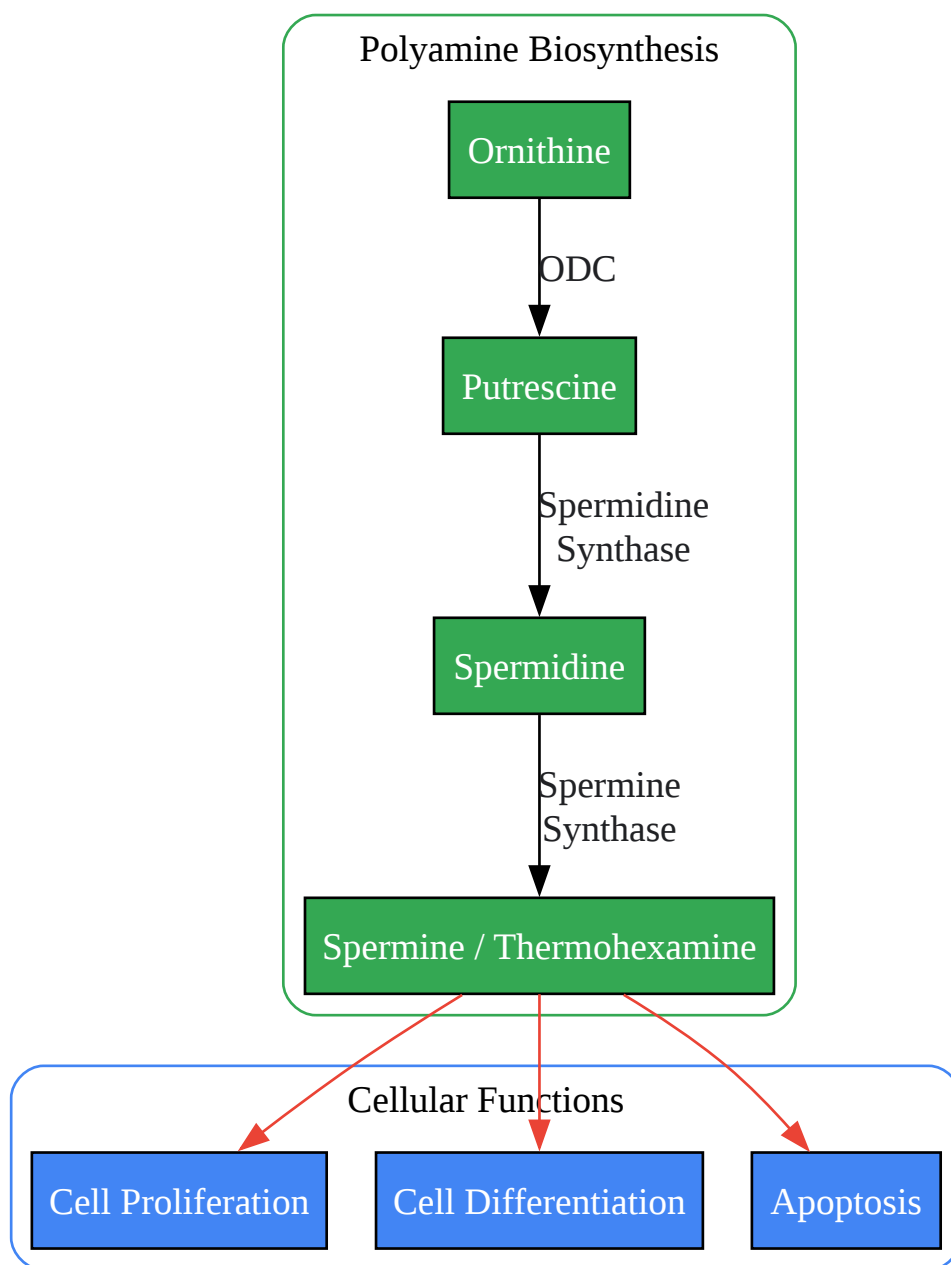 Polyamine Biosynthesis
Ornithine
ODC
Putrescine
Spermidine
Synthase
Spermidine
Spermine
Synthase
Spermine / Thermohexamine
Cellular Functions
Cell Proliferation
Cell Differentiation
Apoptosis